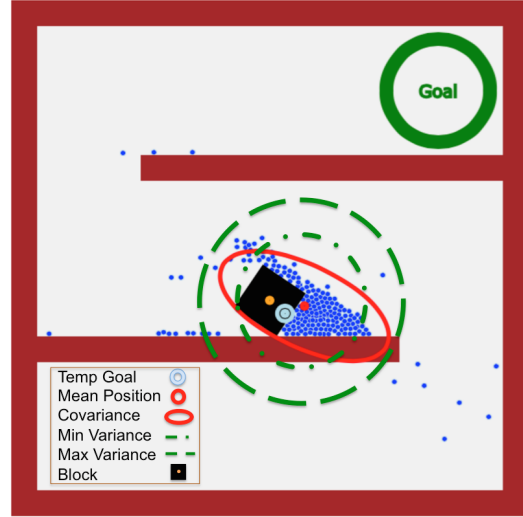 Goal
Temp Goal
Mean Position
Covariance
Min Variance
Max Variance
Block